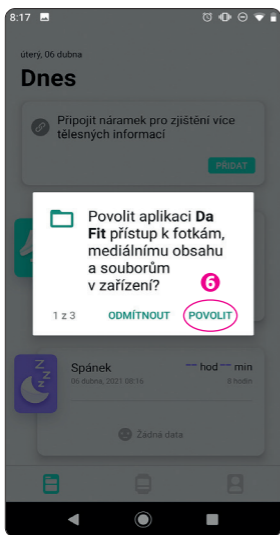 8:17
úterý, 06 dubna
Dnes
Připojit náramek pro zjištění více
tělesných informací
PŘIDAT
Povolit aplikaci Da
Fit přístup k fotkám,
mediálnímu obsahu
a souborům
v zařízení?
6
1 z 3 ODMÍTNOUT POVOLIT
Spánek
hod min
06 dubna, 2021 08:16
8 hodin
Žádná data